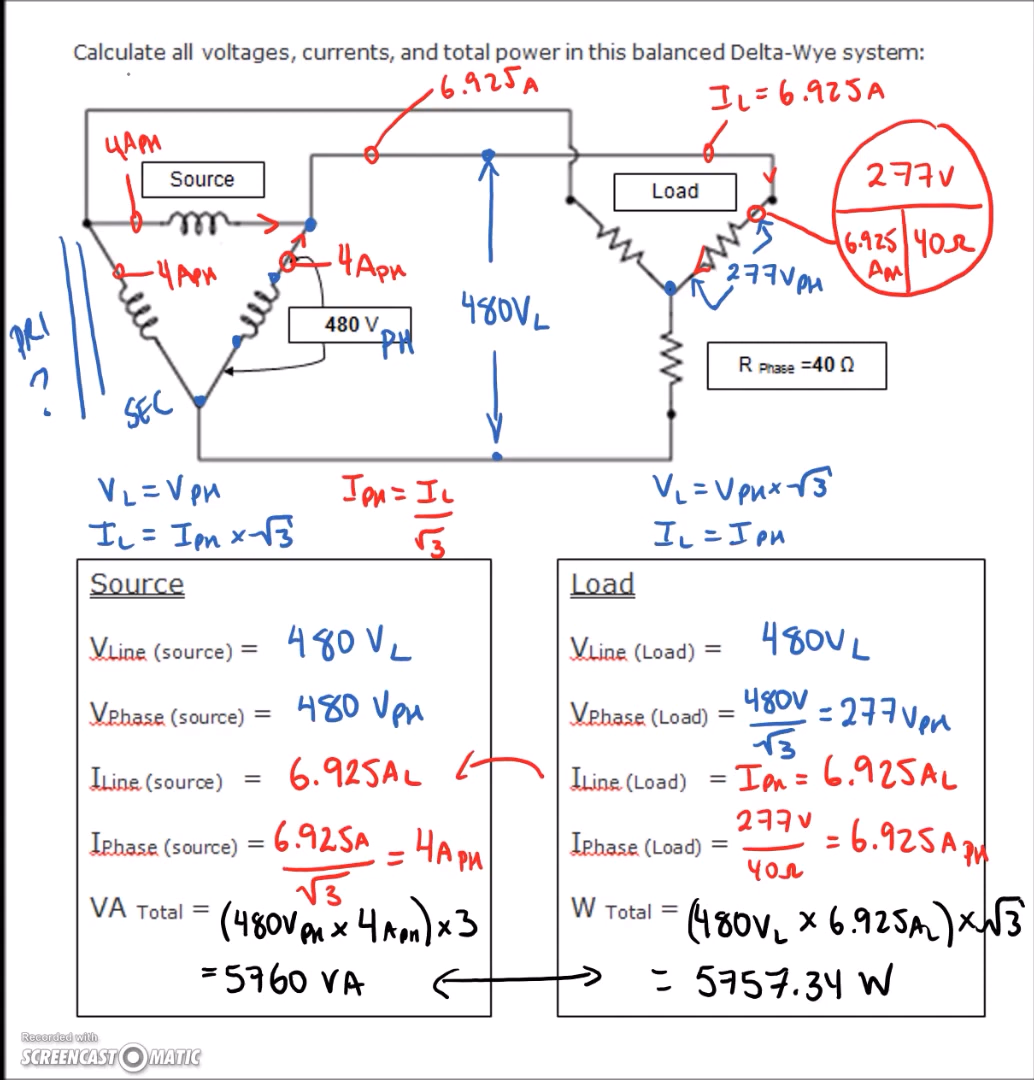 Calculate all voltages, currents, and total power in this balanced Delta-Wye system:
6.925A
IL = 6.925A
4APH
Source
Load
277V
6.925 APH
40Ω
4APH
4APH
277VPH
480 V PH
480VL
R Phase =40 Ω
PRI ?
SEC
VL = VPH
IPH = IL / √3
VL = VPH x √3
IL = IPH x √3
IL = IPH
Source
VLine (source) = 480 VL
VPhase (source) = 480 VPH
ILine (source) = 6.925AL
IPhase (source) = 6.925A / √3 = 4APH
VA Total = (480VPH x 4APH) x 3
= 5760 VA
Load
VLine (Load) = 480VL
VPhase (Load) = 480V / √3 = 277VPH
ILine (Load) = IPH = 6.925AL
IPhase (Load) = 277V / 40Ω = 6.925APH
W Total = (480VL x 6.925AL) x √3
= 5757.34 W
Recorded with
SCREENCAST-O-MATIC